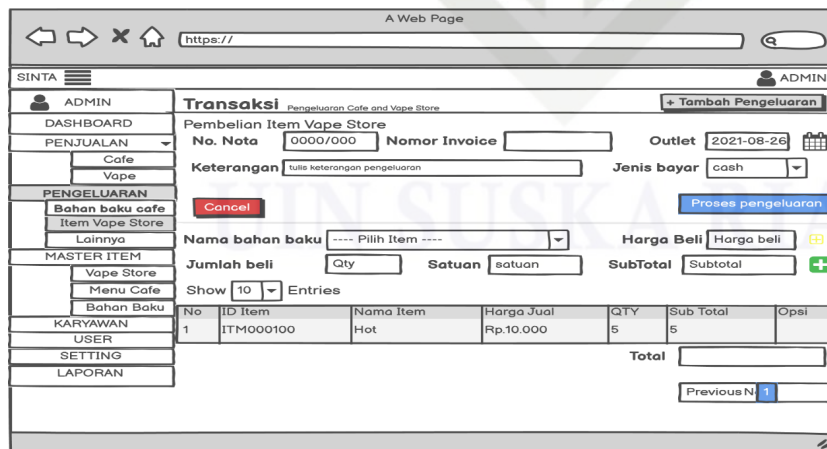 A Web Page
https://
SINTA
ADMIN
ADMIN
DASHBOARD
PENJUALAN
Cafe
Vape
PENGELUARAN
Bahan baku cafe
Item Vape Store
Lainnya
MASTER ITEM
Vape Store
Menu Cafe
Bahan Baku
KARYAWAN
USER
SETTING
LAPORAN
Transaksi Pengeluaran Cafe and Vape Store
+ Tambah Pengeluaran
Pembelian Item Vape Store
No. Nota 0000/000 Nomor Invoice Outlet 2021-08-26
Keterangan tulis keterangan pengeluaran Jenis bayar cash
Cancel Proses pengeluaran
Nama bahan baku ---- Pilih Item ---- Harga Beli Harga beli
Jumlah beli Qty Satuan satuan SubTotal Subtotal
Show 10 Entries
No ID Item Nama Item Harga Jual QTY Sub Total Opsi
1 ITM000100 Hot Rp.10.000 5 5
Total
Previous N 1
UIN SUSKA RIA